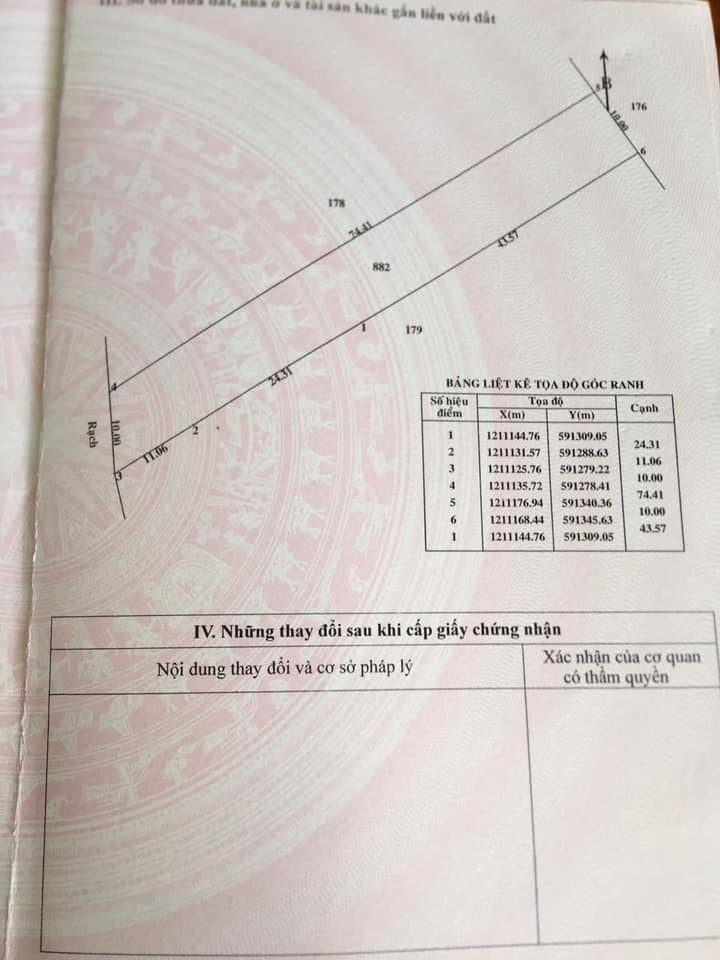 III. Sơ đồ thửa đất, nhà ở và tài sản khác gắn liền với đất
B
5
176
10.00
6
178
74.41
43.57
882
1
179
4
24.31
Rạch
10.00
2
11.06
3
BẢNG LIỆT KÊ TỌA ĐỘ GÓC RANH
Số hiệu điểm Tọa độ Cạnh
X(m) Y(m)
1 1211144.76 591309.05
24.31
2 1211131.57 591288.63
11.06
3 1211125.76 591279.22
10.00
4 1211135.72 591278.41
74.41
5 1211176.94 591340.36
10.00
6 1211168.44 591345.63
43.57
1 1211144.76 591309.05
IV. Những thay đổi sau khi cấp giấy chứng nhận
Nội dung thay đổi và cơ sở pháp lý
Xác nhận của cơ quan
có thẩm quyền